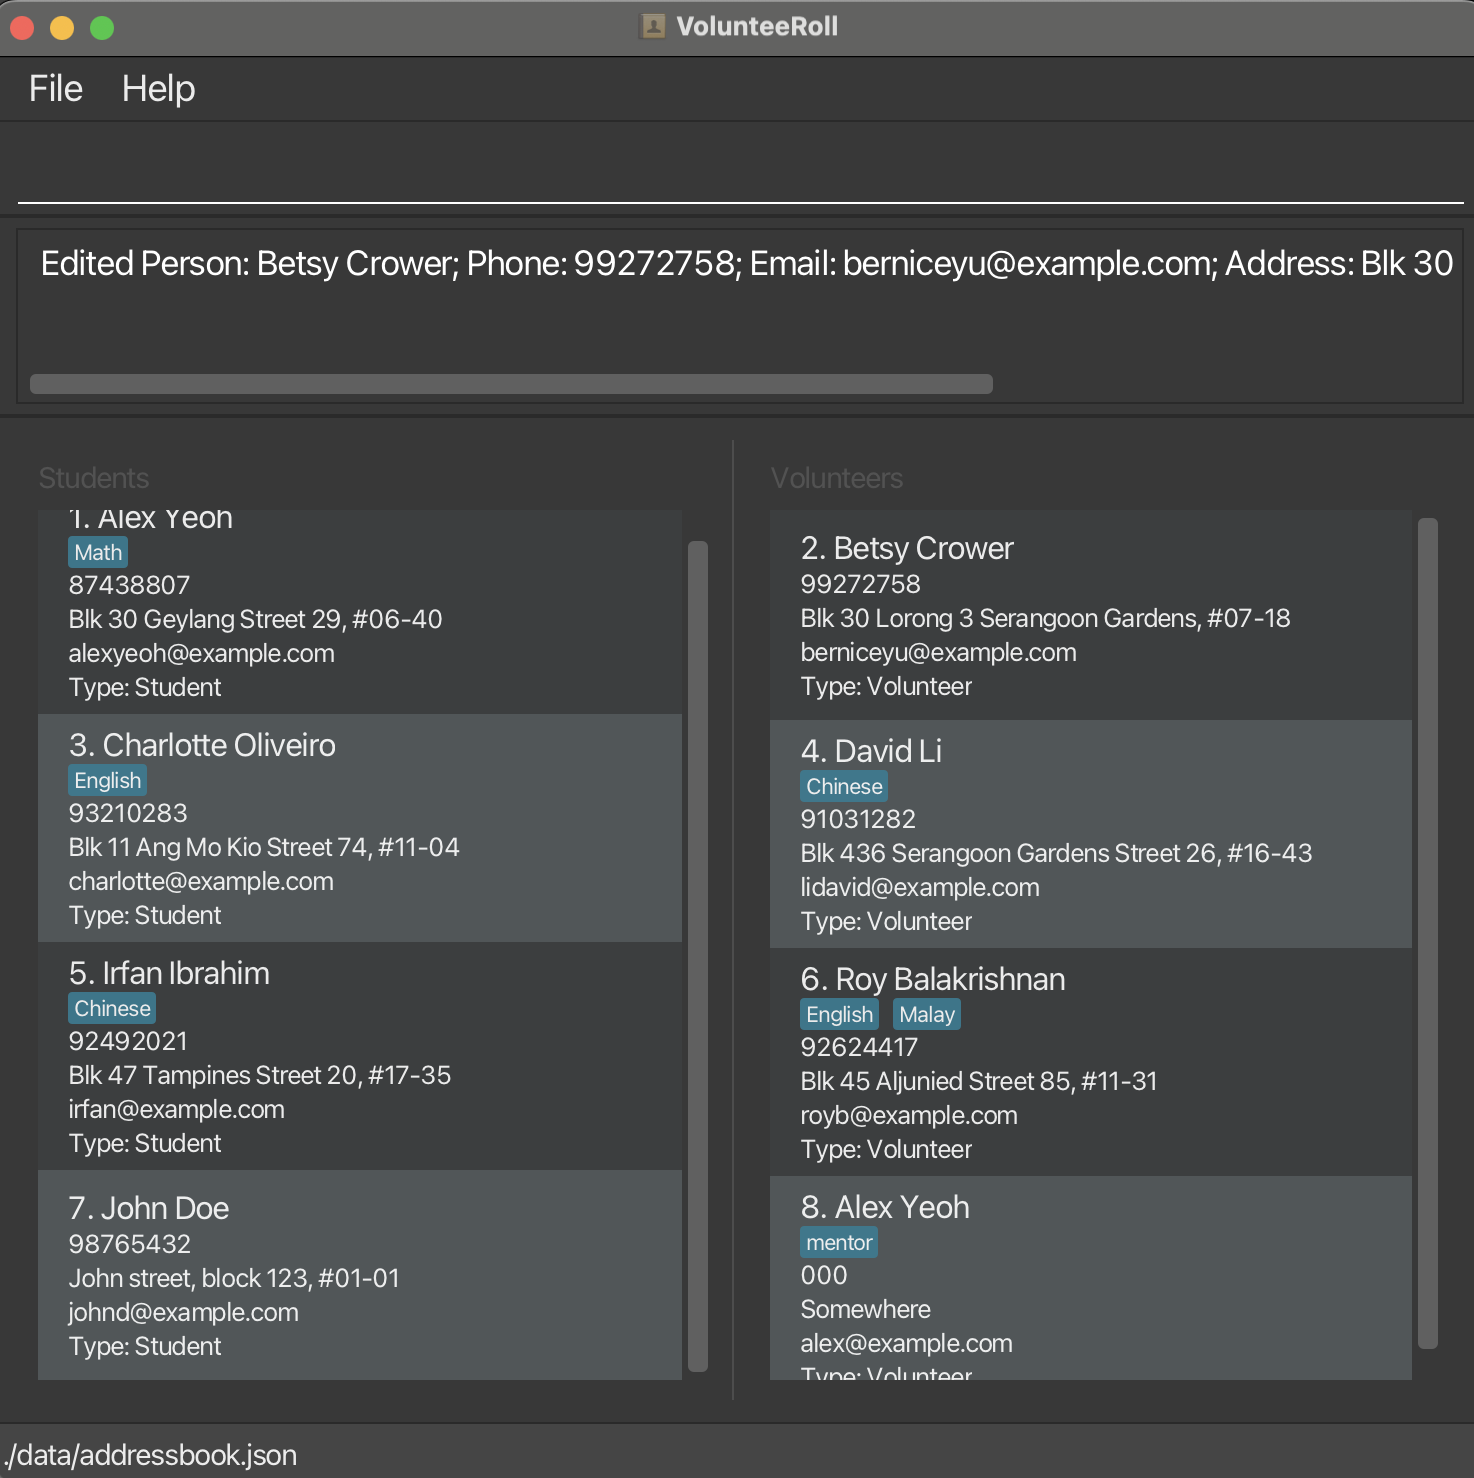 VolunteeRoll
File Help
Edited Person: Betsy Crower; Phone: 99272758; Email: berniceyu@example.com; Address: Blk 30
Students
1. Alex Yeoh
Math
87438807
Blk 30 Geylang Street 29, #06-40
alexyeoh@example.com
Type: Student
3. Charlotte Oliveiro
English
93210283
Blk 11 Ang Mo Kio Street 74, #11-04
charlotte@example.com
Type: Student
5. Irfan Ibrahim
Chinese
92492021
Blk 47 Tampines Street 20, #17-35
irfan@example.com
Type: Student
7. John Doe
98765432
John street, block 123, #01-01
johnd@example.com
Type: Student
Volunteers
2. Betsy Crower
99272758
Blk 30 Lorong 3 Serangoon Gardens, #07-18
berniceyu@example.com
Type: Volunteer
4. David Li
Chinese
91031282
Blk 436 Serangoon Gardens Street 26, #16-43
lidavid@example.com
Type: Volunteer
6. Roy Balakrishnan
English Malay
92624417
Blk 45 Aljunied Street 85, #11-31
royb@example.com
Type: Volunteer
8. Alex Yeoh
mentor
000
Somewhere
alex@example.com
Type: Volunteer
./data/addressbook.json